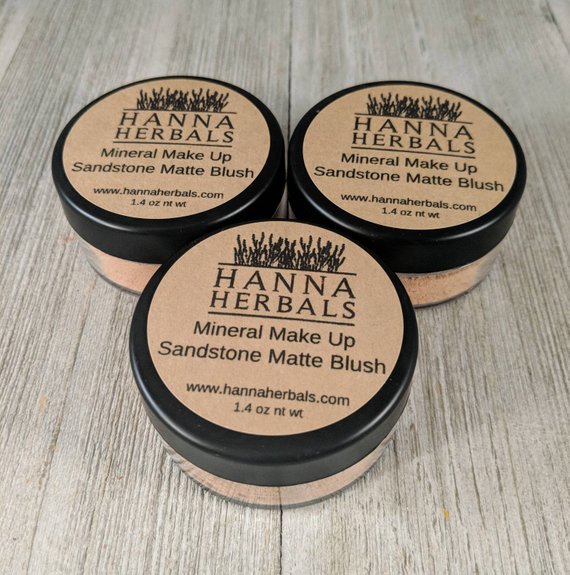 HANNA
HERBALS
Mineral Make Up
Sandstone Matte Blush
www.hannaherbals.com
1.4 oz nt wt
HANNA
HERBALS
Mineral Make Up
Sandstone Matte Blush
www.hannaherbals.com
1.4 oz nt wt
HANNA
HERBALS
Mineral Make Up
Sandstone Matte Blush
www.hannaherbals.com
1.4 oz nt wt